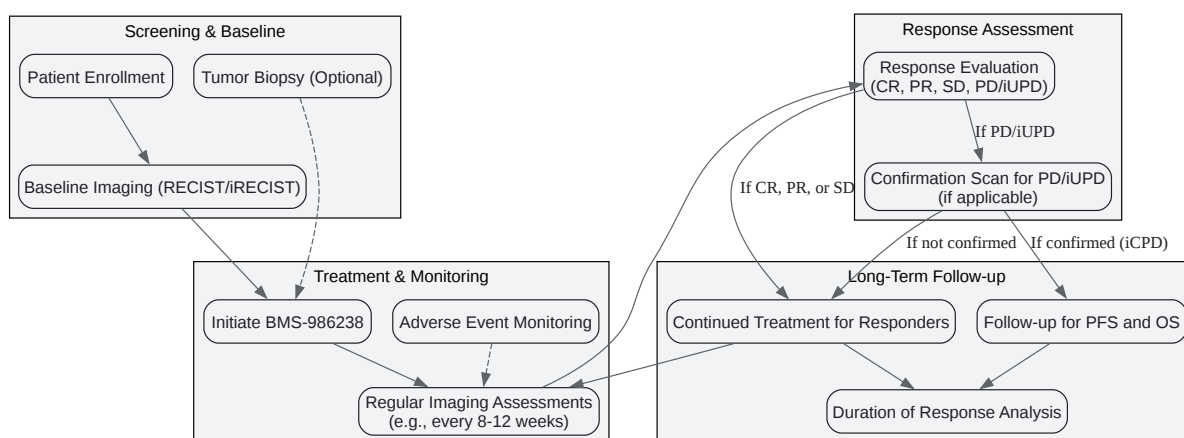 Screening & Baseline
Patient Enrollment
Tumor Biopsy (Optional)
Baseline Imaging (RECIST/iRECIST)
Response Assessment
Response Evaluation
(CR, PR, SD, PD/iUPD)
If PD/iUPD
Confirmation Scan for PD/iUPD
(if applicable)
If CR, PR, or SD
If not confirmed
If confirmed (iCPD)
Treatment & Monitoring
Initiate BMS-986238
Adverse Event Monitoring
Regular Imaging Assessments
(e.g., every 8-12 weeks)
Long-Term Follow-up
Continued Treatment for Responders
Follow-up for PFS and OS
Duration of Response Analysis